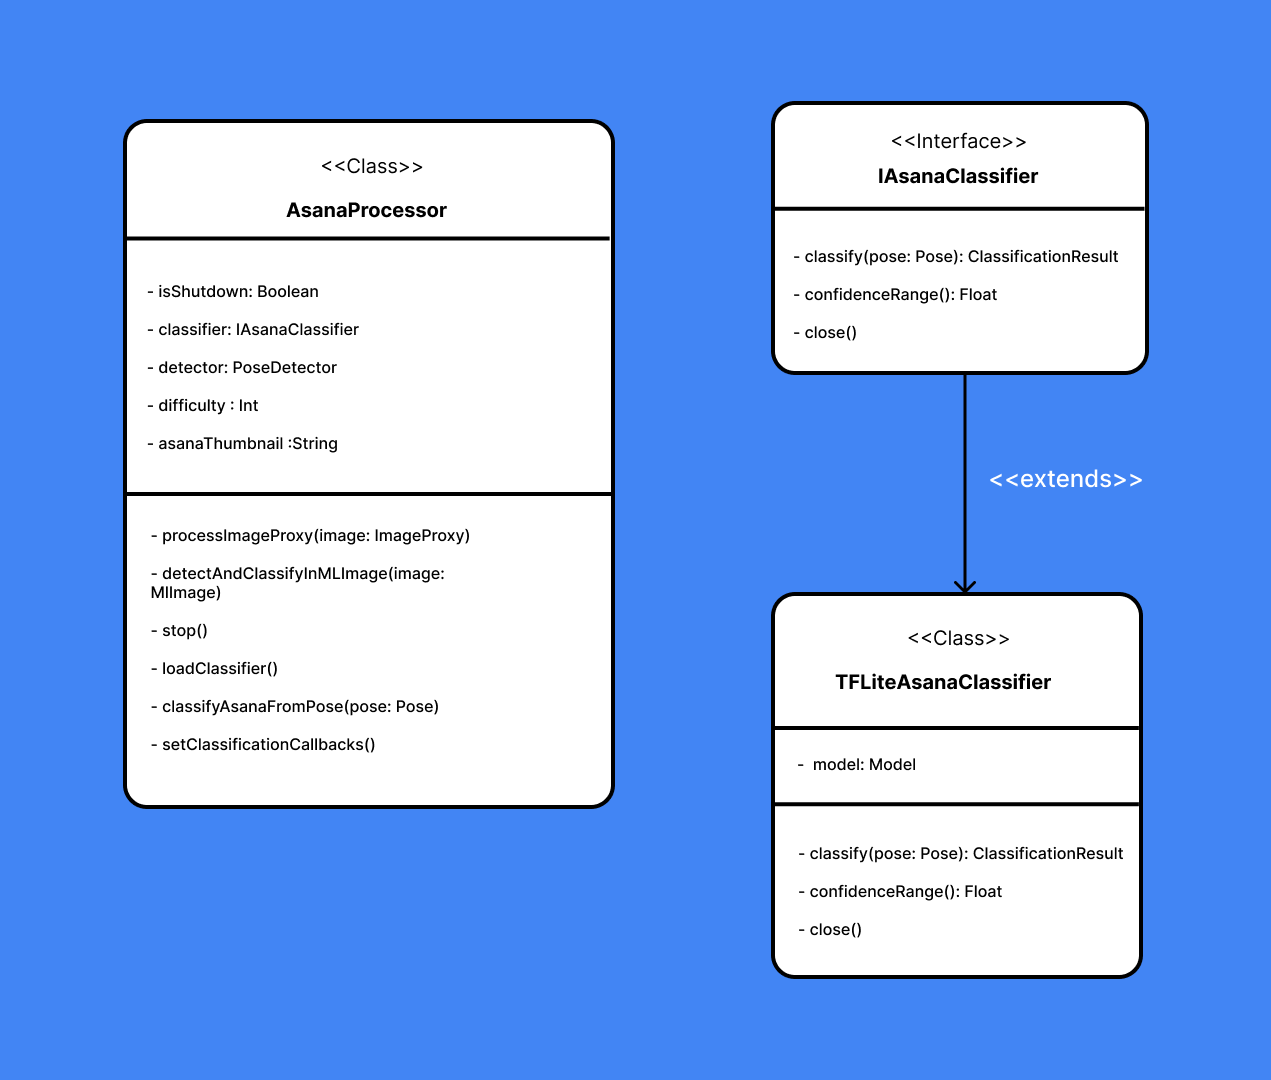 <<Class>>
AsanaProcessor
- isShutdown: Boolean
- classifier: IAsanaClassifier
- detector: PoseDetector
- difficulty : Int
- asanaThumbnail :String
- processImageProxy(image: ImageProxy)
- detectAndClassifyInMLImage(image:
MlImage)
- stop()
- loadClassifier()
- classifyAsanaFromPose(pose: Pose)
- setClassificationCallbacks()
<<Interface>>
IAsanaClassifier
- classify(pose: Pose): ClassificationResult
- confidenceRange(): Float
- close()
<<extends>>
<<Class>>
TFLiteAsanaClassifier
-  model: Model
- classify(pose: Pose): ClassificationResult
- confidenceRange(): Float
- close()